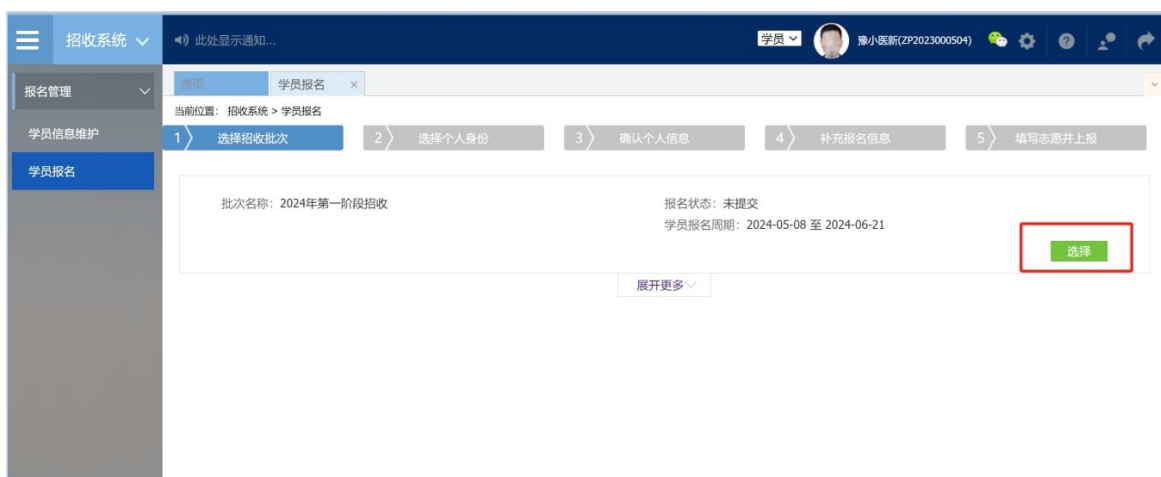 招收系统
此处显示通知...
学员
豫小医新(ZP2023000504)
报名管理
首页
学员报名 ×
当前位置： 招收系统 > 学员报名
学员信息维护
1 选择招收批次
2 选择个人身份
3 确认个人信息
4 补充报名信息
5 填写志愿并上报
学员报名
批次名称：2024年第一阶段招收
报名状态：未提交
学员报名周期：2024-05-08 至 2024-06-21
选择
展开更多